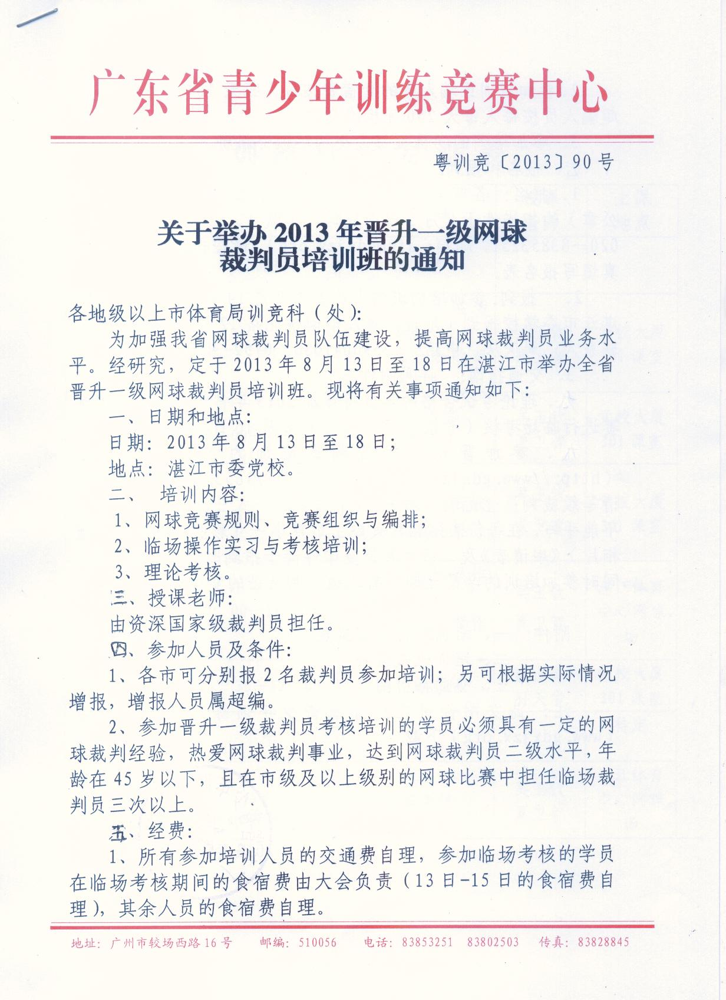 广东省青少年训练竞赛中心
粤训竞〔2013〕90号
关于举办2013年晋升一级网球
裁判员培训班的通知
各地级以上市体育局训竞科（处）：
为加强我省网球裁判员队伍建设，提高网球裁判员业务水
平。经研究，定于2013年8月13日至18日在湛江市举办全省
晋升一级网球裁判员培训班。现将有关事项通知如下：
一、日期和地点：
日期：2013年8月13日至18日；
地点：湛江市委党校。
二、 培训内容：
1、网球竞赛规则、竞赛组织与编排；
2、临场操作实习与考核培训；
3、理论考核。
三、授课老师：
由资深国家级裁判员担任。
四、参加人员及条件：
1、各市可分别报2名裁判员参加培训；另可根据实际情况
增报，增报人员属超编。
2、参加晋升一级裁判员考核培训的学员必须具有一定的网
球裁判经验，热爱网球裁判事业，达到网球裁判员二级水平，年
龄在45岁以下，且在市级及以上级别的网球比赛中担任临场裁
判员三次以上。
五、经费：
1、所有参加培训人员的交通费自理，参加临场考核的学员
在临场考核期间的食宿费由大会负责（13日-15日的食宿费自
理），其余人员的食宿费自理。
地址：广州市较场西路16号 邮编：510056 电话：83853251 83802503 传真：83828845